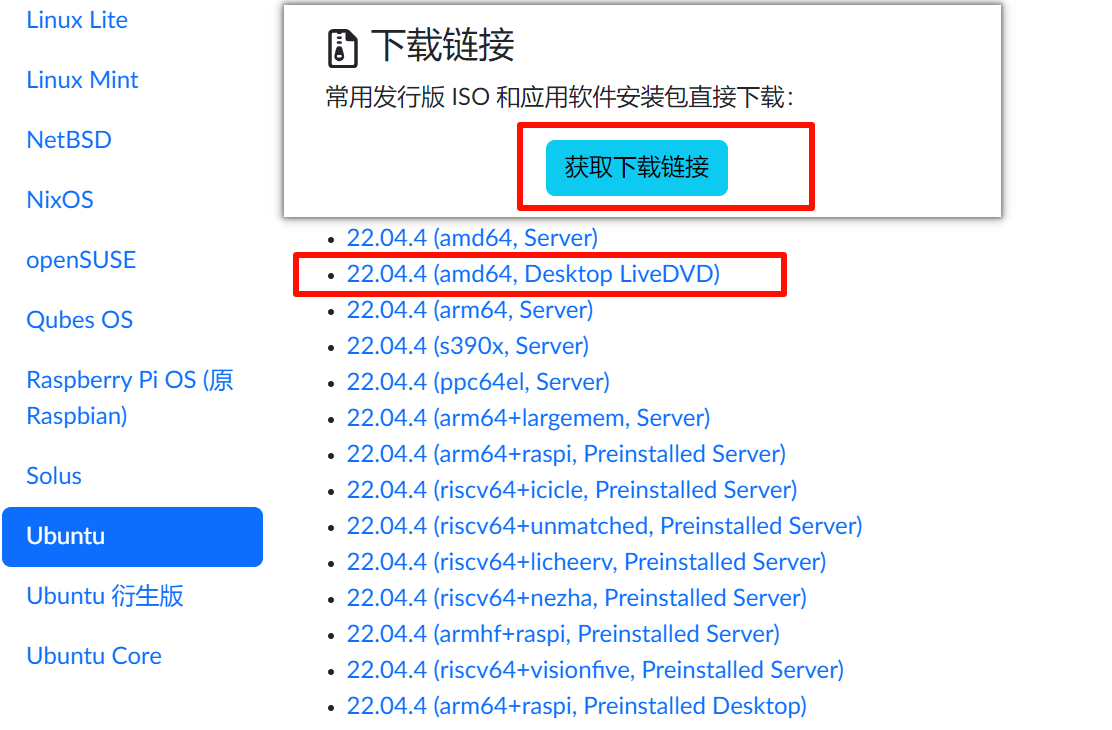 Linux Lite
Linux Mint
NetBSD
NixOS
openSUSE
Qubes OS
Raspberry Pi OS (原
Raspbian)
Solus
Ubuntu
Ubuntu 衍生版
Ubuntu Core
下载链接
常用发行版 ISO 和应用软件安装包直接下载：
获取下载链接
22.04.4 (amd64, Server)
22.04.4 (amd64, Desktop LiveDVD)
22.04.4 (arm64, Server)
22.04.4 (s390x, Server)
22.04.4 (ppc64el, Server)
22.04.4 (arm64+largemem, Server)
22.04.4 (arm64+raspi, Preinstalled Server)
22.04.4 (riscv64+icicle, Preinstalled Server)
22.04.4 (riscv64+unmatched, Preinstalled Server)
22.04.4 (riscv64+licheerv, Preinstalled Server)
22.04.4 (riscv64+nezha, Preinstalled Server)
22.04.4 (armhf+raspi, Preinstalled Server)
22.04.4 (riscv64+visionfive, Preinstalled Server)
22.04.4 (arm64+raspi, Preinstalled Desktop)